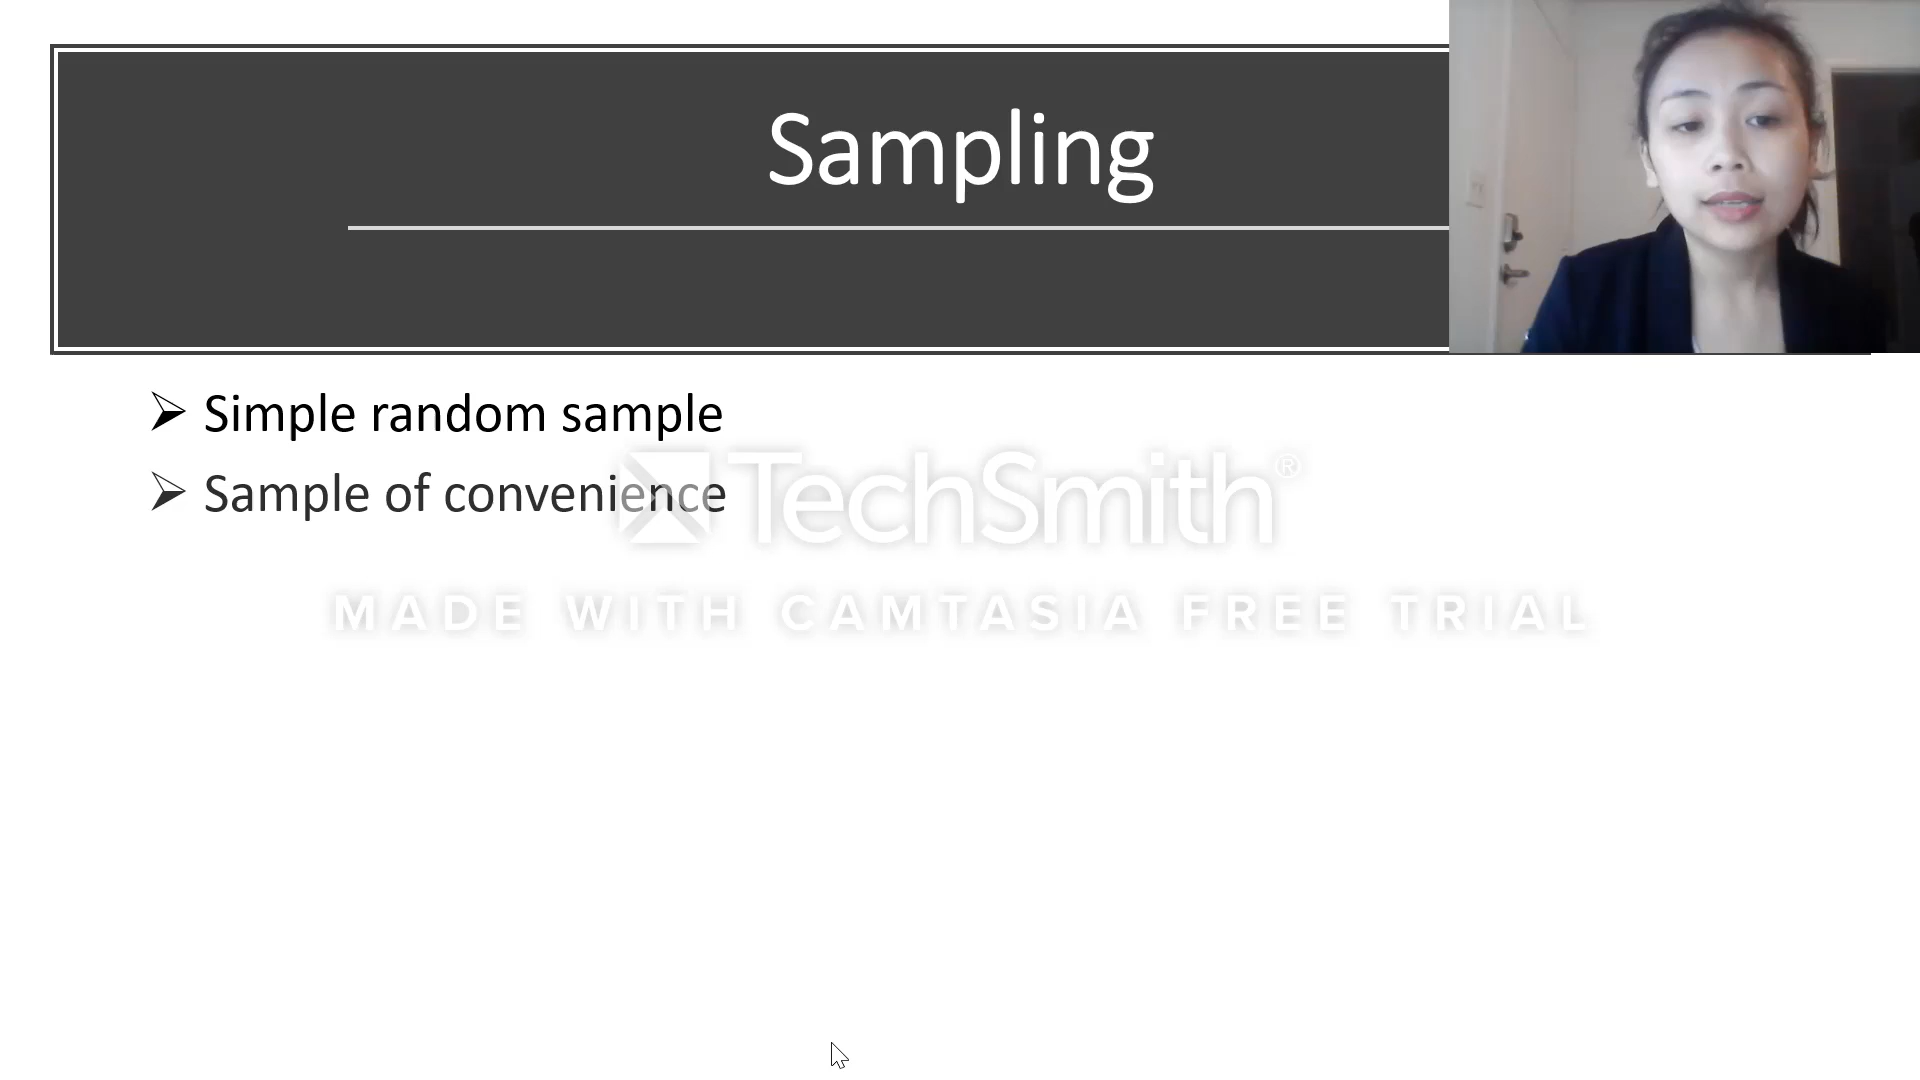 Sampling
Simple random sample
Sample of convenience
TechSmith®
MADE WITH CAMTASIA FREE TRIAL